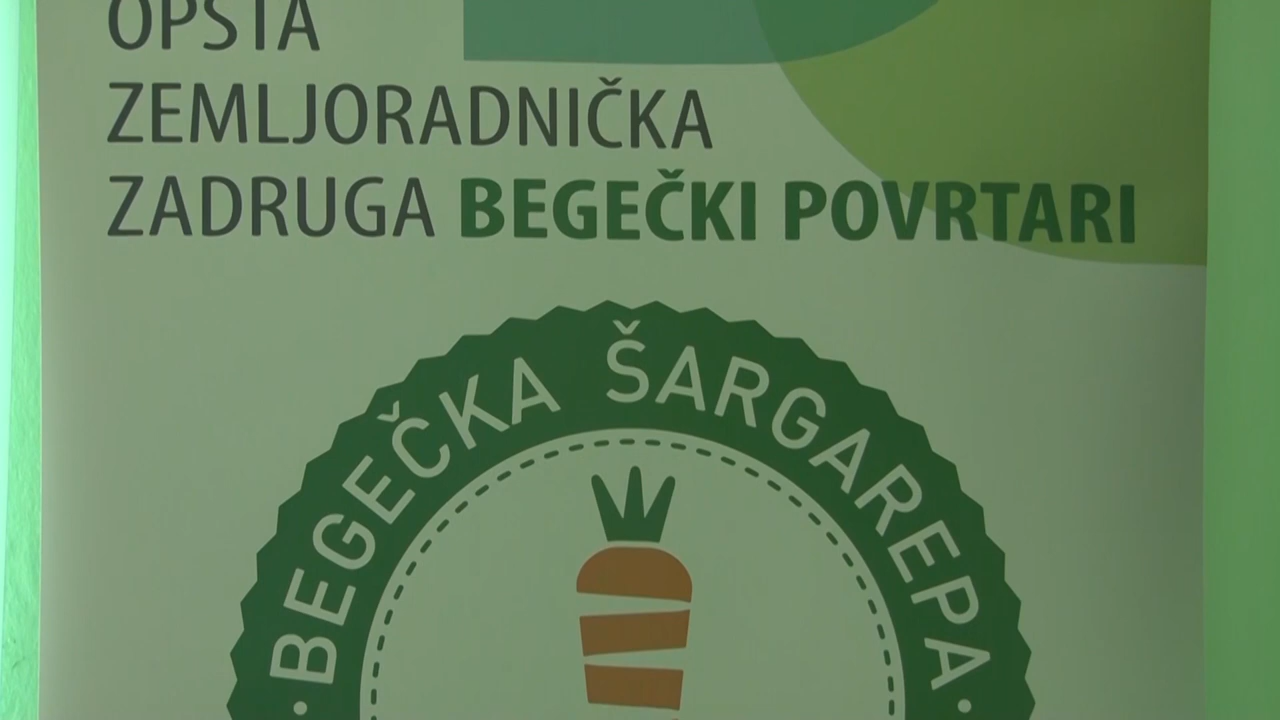 OPŠTA
ZEMLJORADNIČKA
ZADRUGA BEGEČKI POVRTARI
• BEGEČKA ŠARGAREPA •